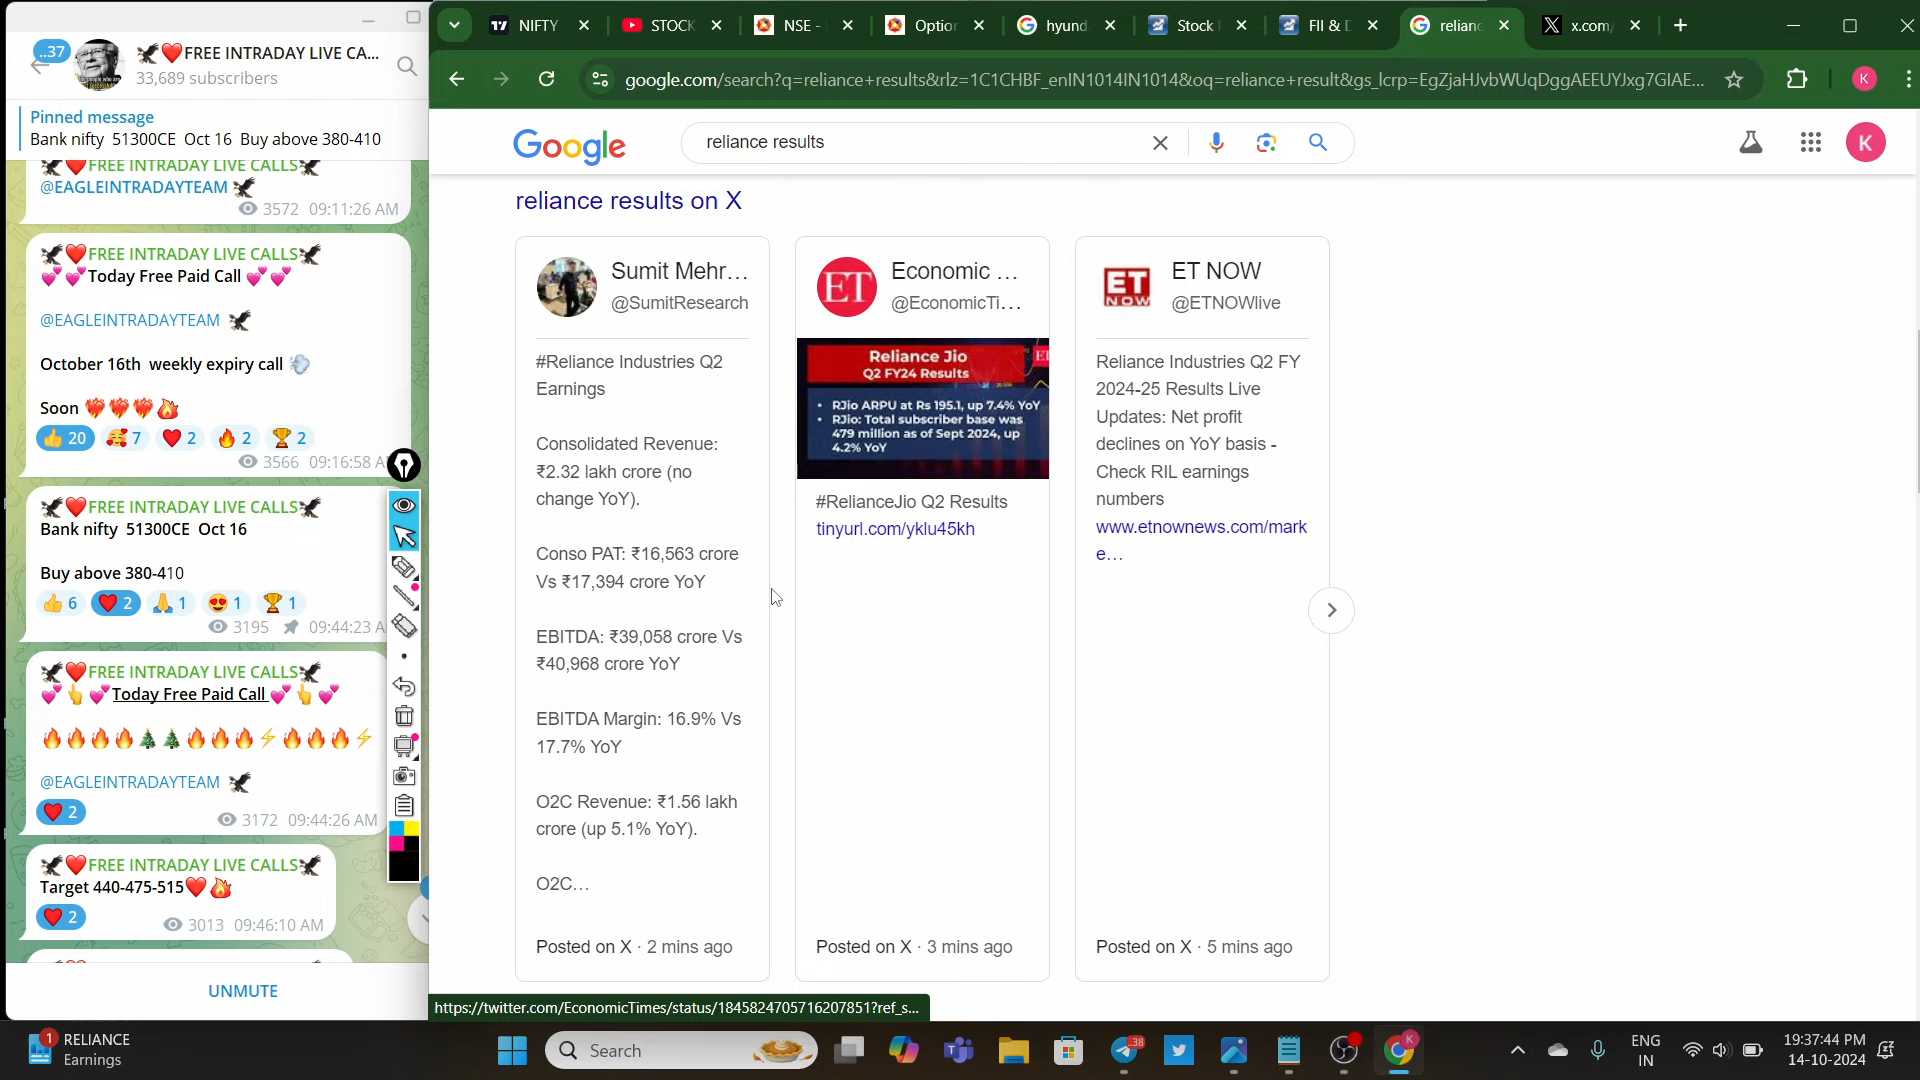 ..37
FREE INTRADAY LIVE CA...
33,689 subscribers
Pinned message
Bank nifty 51300CE Oct 16 Buy above 380-410
FREE INTRADAY LIVE CALLS
@EAGLEINTRADAYTEAM
3572 09:11:26 AM
FREE INTRADAY LIVE CALLS
Today Free Paid Call
@EAGLEINTRADAYTEAM
October 16th weekly expiry call
Soon
20 7 2 2 2
3566 09:16:58 A
FREE INTRADAY LIVE CALLS
Bank nifty 51300CE Oct 16
Buy above 380-410
6 2 1 1 1
3195 09:44:23 A
FREE INTRADAY LIVE CALLS
Today Free Paid Call
@EAGLEINTRADAYTEAM
2
3172 09:44:26 AM
FREE INTRADAY LIVE CALLS
Target 440-475-515
2
3013 09:46:10 AM
UNMUTE
NIFTY STOCK NSE - Option hyund Stock FII & D relianc x.com/
google.com/search?q=reliance+results&rlz=1C1CHBF_enIN1014IN1014&oq=reliance+result&gs_lcrp=EgZjaHJvbWUqDggAEEUYJxg7GIAE...
K
Google
reliance results
K
reliance results on X
Sumit Mehr...
@SumitResearch
#Reliance Industries Q2
Earnings
Consolidated Revenue:
₹2.32 lakh crore (no
change YoY).
Conso PAT: ₹16,563 crore
Vs ₹17,394 crore YoY
EBITDA: ₹39,058 crore Vs
₹40,968 crore YoY
EBITDA Margin: 16.9% Vs
17.7% YoY
O2C Revenue: ₹1.56 lakh
crore (up 5.1% YoY).
O2C...
Posted on X · 2 mins ago
ET
Economic ...
@EconomicTi...
Reliance Jio
Q2 FY24 Results
• RJio ARPU at Rs 195.1, up 7.4% YoY
• RJio: Total subscriber base was
479 million as of Sept 2024, up
4.2% YoY
#RelianceJio Q2 Results
tinyurl.com/yklu45kh
Posted on X · 3 mins ago
ET
NOW
ET NOW
@ETNOWlive
Reliance Industries Q2 FY
2024-25 Results Live
Updates: Net profit
declines on YoY basis -
Check RIL earnings
numbers
www.etnownews.com/mark
e...
Posted on X · 5 mins ago
https://twitter.com/EconomicTimes/status/1845824705716207851?ref_s...
1
RELIANCE
Earnings
Search
38
K
ENG
IN
19:37:44 PM
14-10-2024